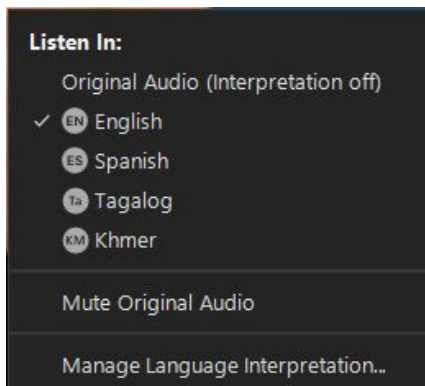 Listen In:
Original Audio (Interpretation off)
EN English
ES Spanish
Ta Tagalog
KM Khmer
Mute Original Audio
Manage Language Interpretation...